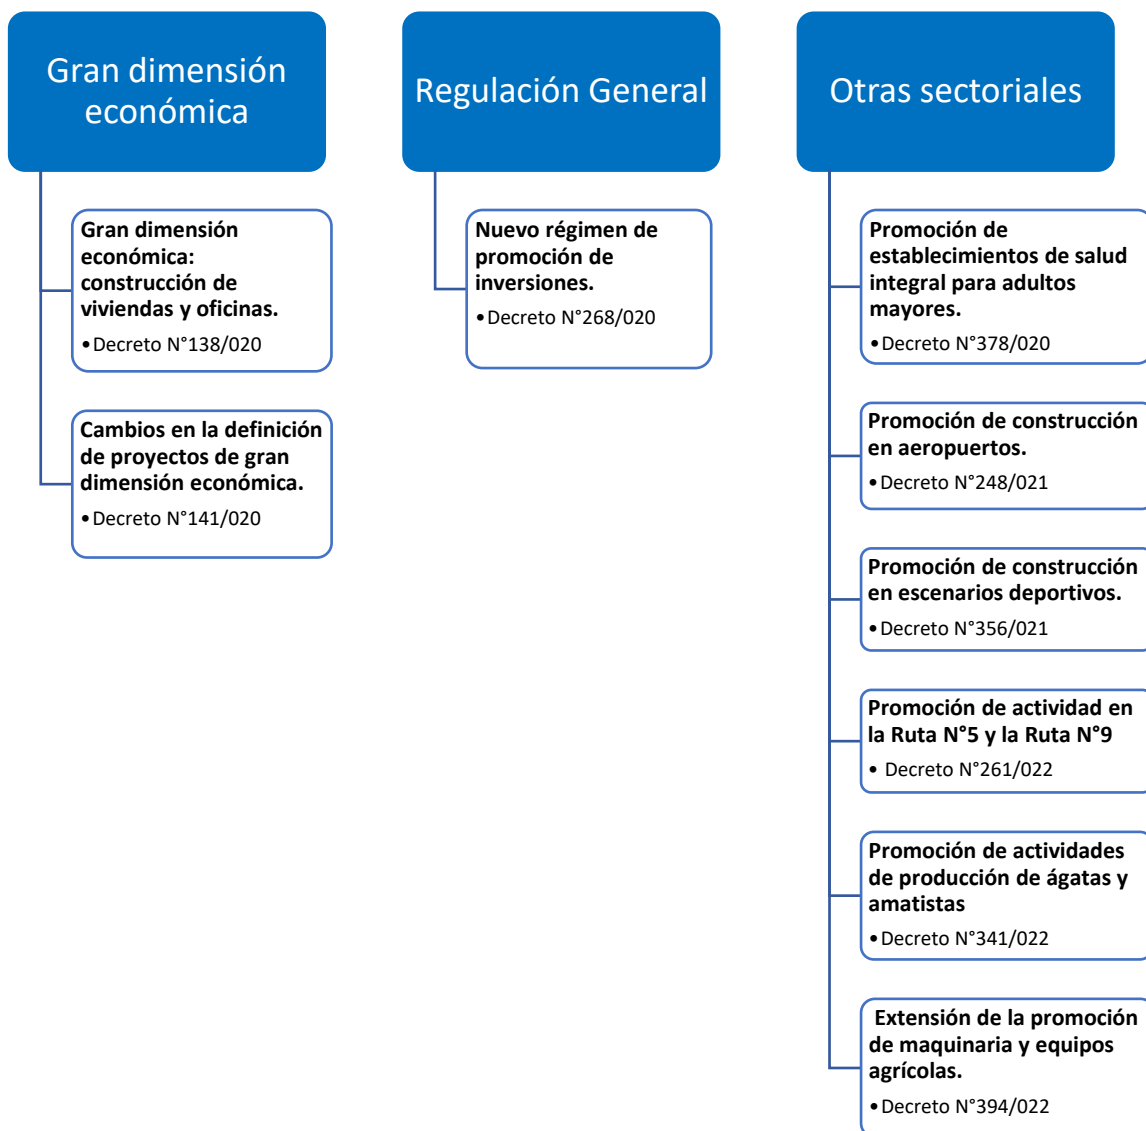 Gran dimensión
económica
Gran dimensión
económica:
construcción de
viviendas y oficinas.
•Decreto N°138/020
Cambios en la definición
de proyectos de gran
dimensión económica.
•Decreto N°141/020
Regulación General
Nuevo régimen de
promoción de
inversiones.
•Decreto N°268/020
Otras sectoriales
Promoción de
establecimientos de salud
integral para adultos
mayores.
•Decreto N°378/020
Promoción de construcción
en aeropuertos.
•Decreto N°248/021
Promoción de construcción
en escenarios deportivos.
•Decreto N°356/021
Promoción de actividad en
la Ruta N°5 y la Ruta N°9
• Decreto N°261/022
Promoción de actividades
de producción de ágatas y
amatistas
•Decreto N°341/022
Extensión de la promoción
de maquinaria y equipos
agrícolas.
•Decreto N°394/022